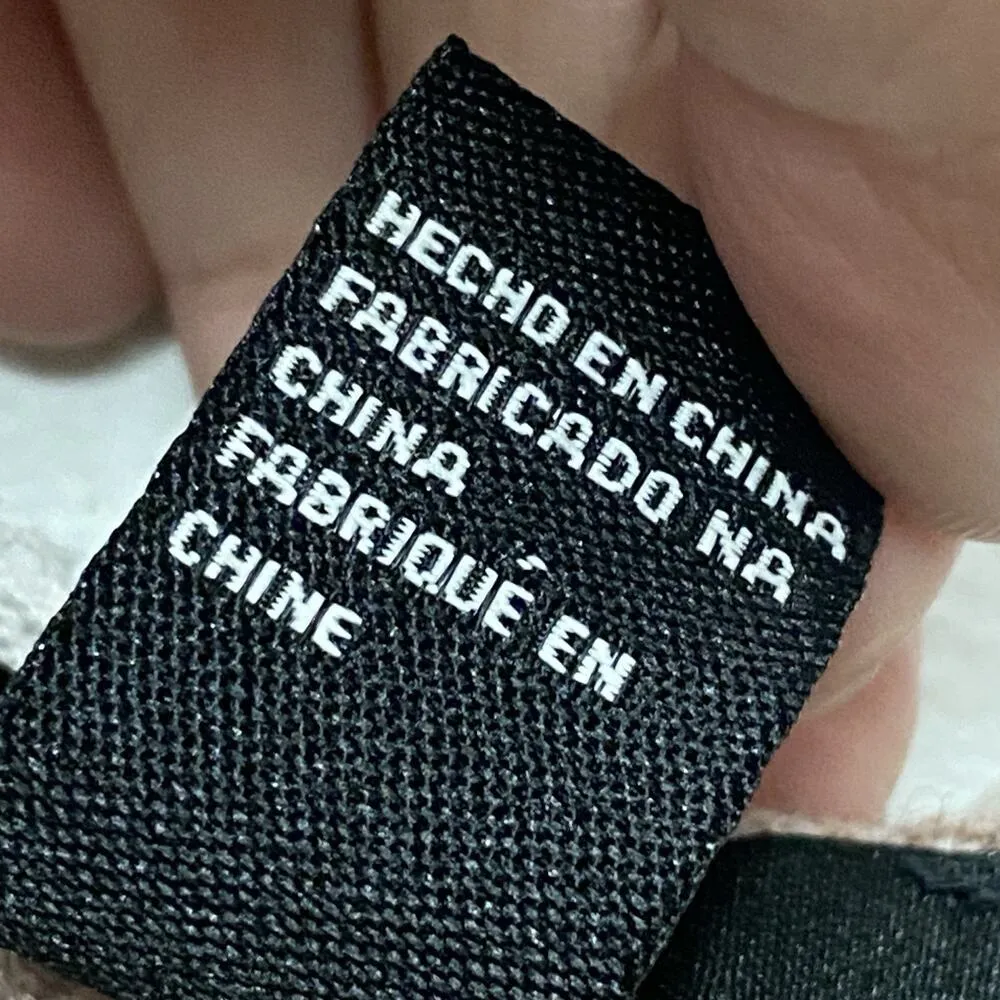 HECHO EN CHINA
FABRICADO NA
CHINA
FABRIQUÉ EN
CHINE